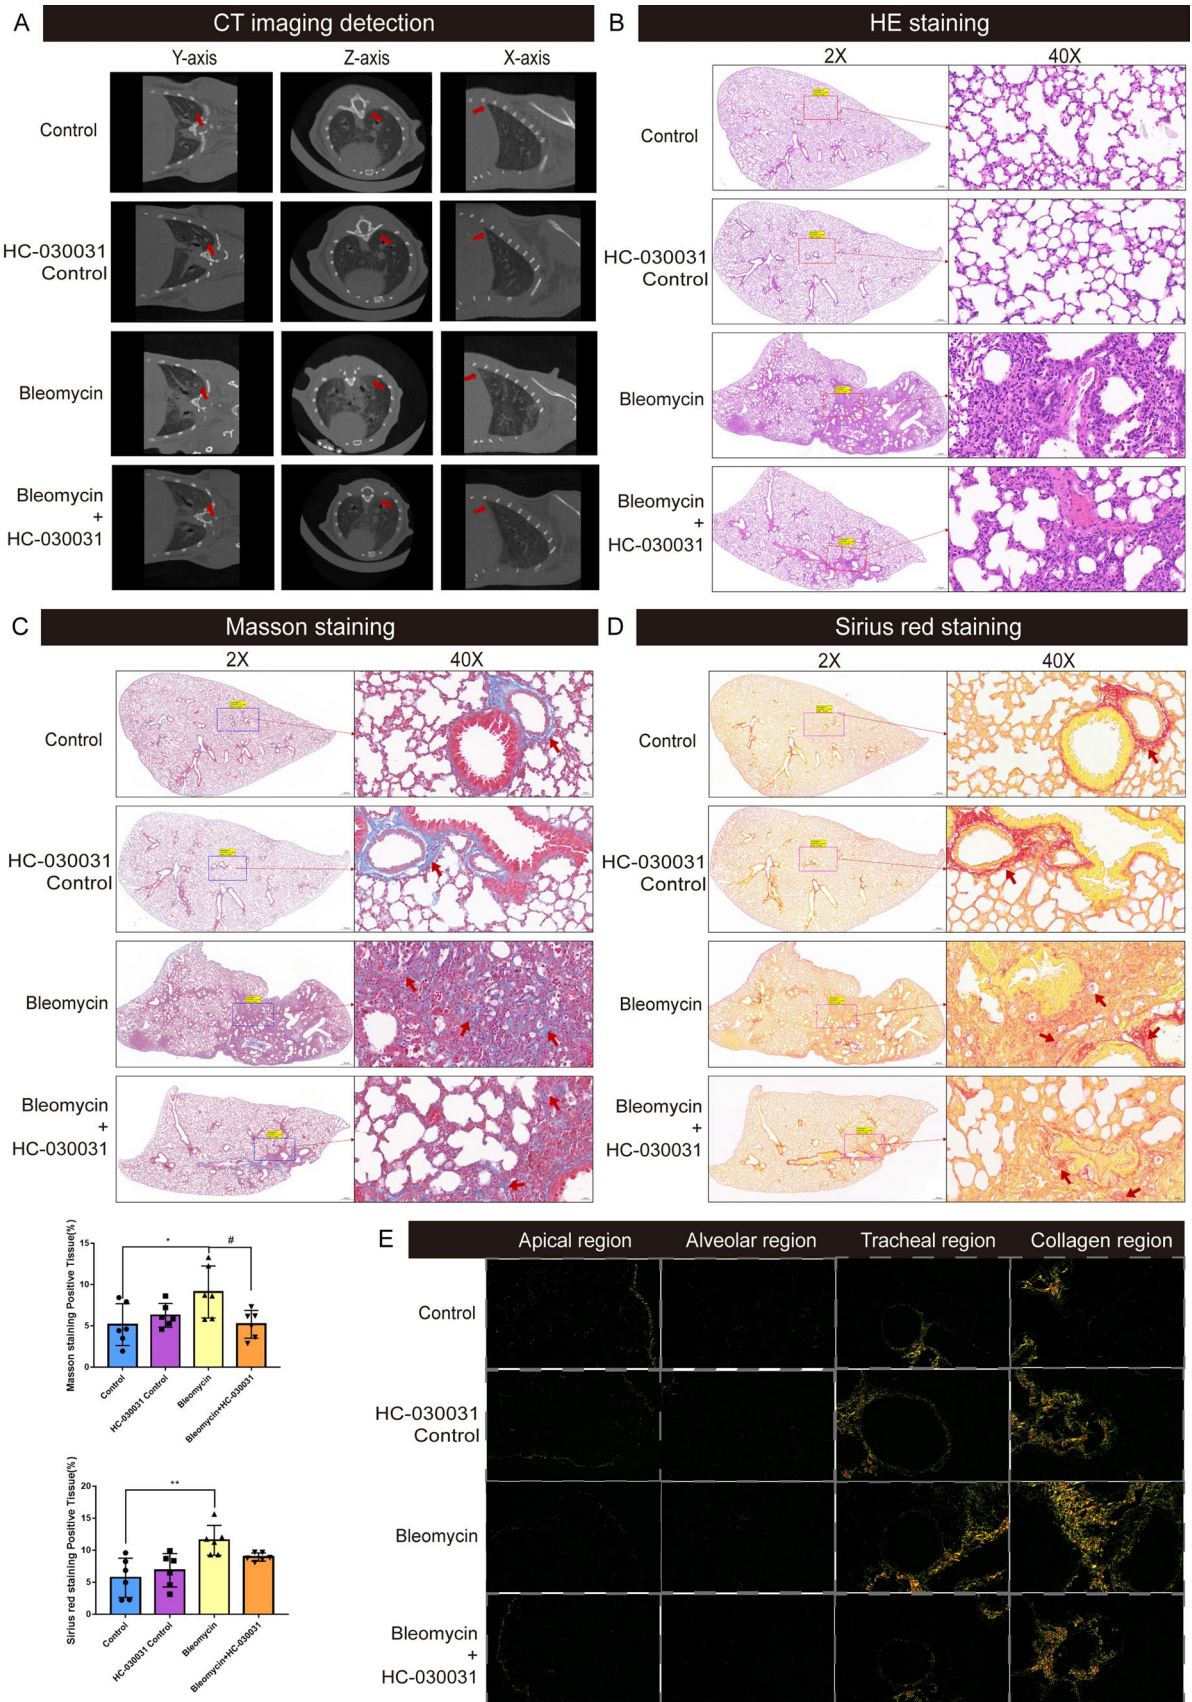 A
CT imaging detection
Y-axis
Z-axis
X-axis
Control
HC-030031
Control
Bleomycin
Bleomycin
+
HC-030031
B
HE staining
2X
40X
Control
HC-030031
Control
Bleomycin
Bleomycin
+
HC-030031
C
Masson staining
2X
40X
Control
HC-030031
Control
Bleomycin
Bleomycin
+
HC-030031
D
Sirius red staining
2X
40X
Control
HC-030031
Control
Bleomycin
Bleomycin
+
HC-030031
Masson staining Positive Tissue(%)
15
10
5
0
*
#
Control
HC-030031 Control
Bleomycin
Bleomycin+HC-030031
Sirius red staining Positive Tissue(%)
20
15
10
5
0
**
Control
HC-030031 Control
Bleomycin
Bleomycin+HC-030031
E
Apical region
Alveolar region
Tracheal region
Collagen region
Control
HC-030031
Control
Bleomycin
Bleomycin
+
HC-030031